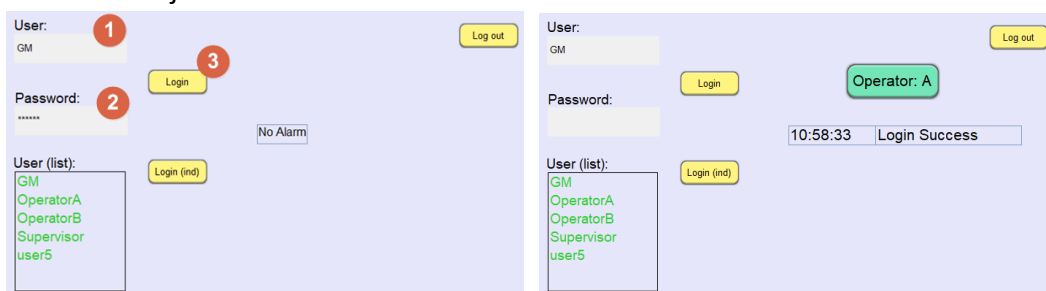 User:
1
GM
Log out
3
Login
Password:
2
******
No Alarm
User (list):
Login (ind)
GM
OperatorA
OperatorB
Supervisor
user5
User:
GM
Log out
Operator: A
Login
Password:
10:58:33 Login Success
User (list):
Login (ind)
GM
OperatorA
OperatorB
Supervisor
user5